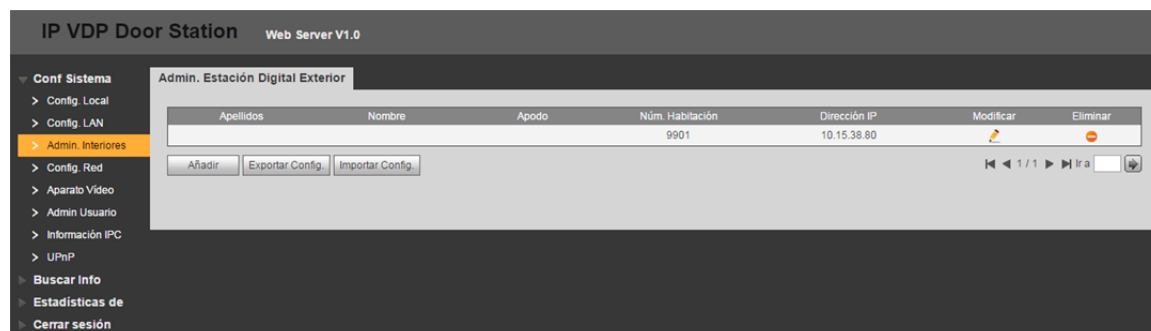 IP VDP Door Station Web Server V1.0
Conf Sistema
> Config. Local
> Config. LAN
> Admin. Interiores
> Config. Red
> Aparato Vídeo
> Admin Usuario
> Información IPC
> UPnP
Buscar Info
Estadísticas de
Cerrar sesión
Admin. Estación Digital Exterior
Apellidos Nombre Apodo Núm. Habitación Dirección IP Modificar Eliminar
9901 10.15.38.80
Añadir Exportar Config. Importar Config. 1 / 1 Ir a